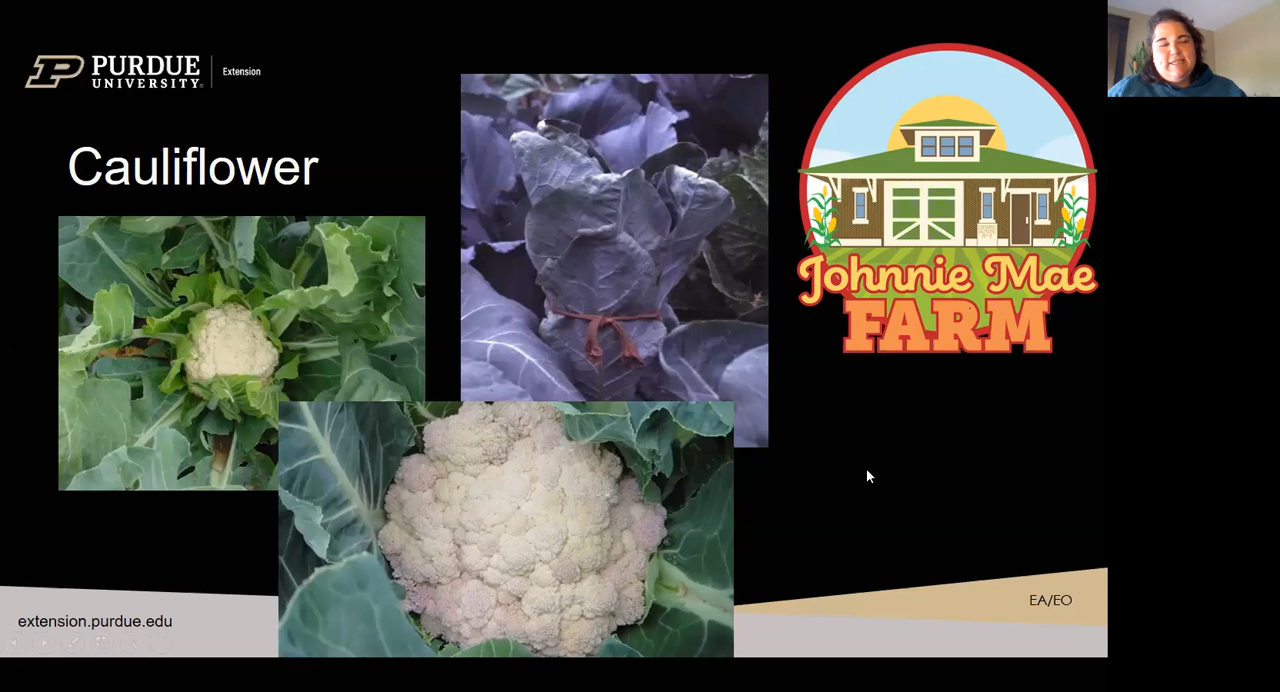 PURDUE
UNIVERSITY
Extension
Cauliflower
Johnnie Mae
FARM
EA/EO
extension.purdue.edu